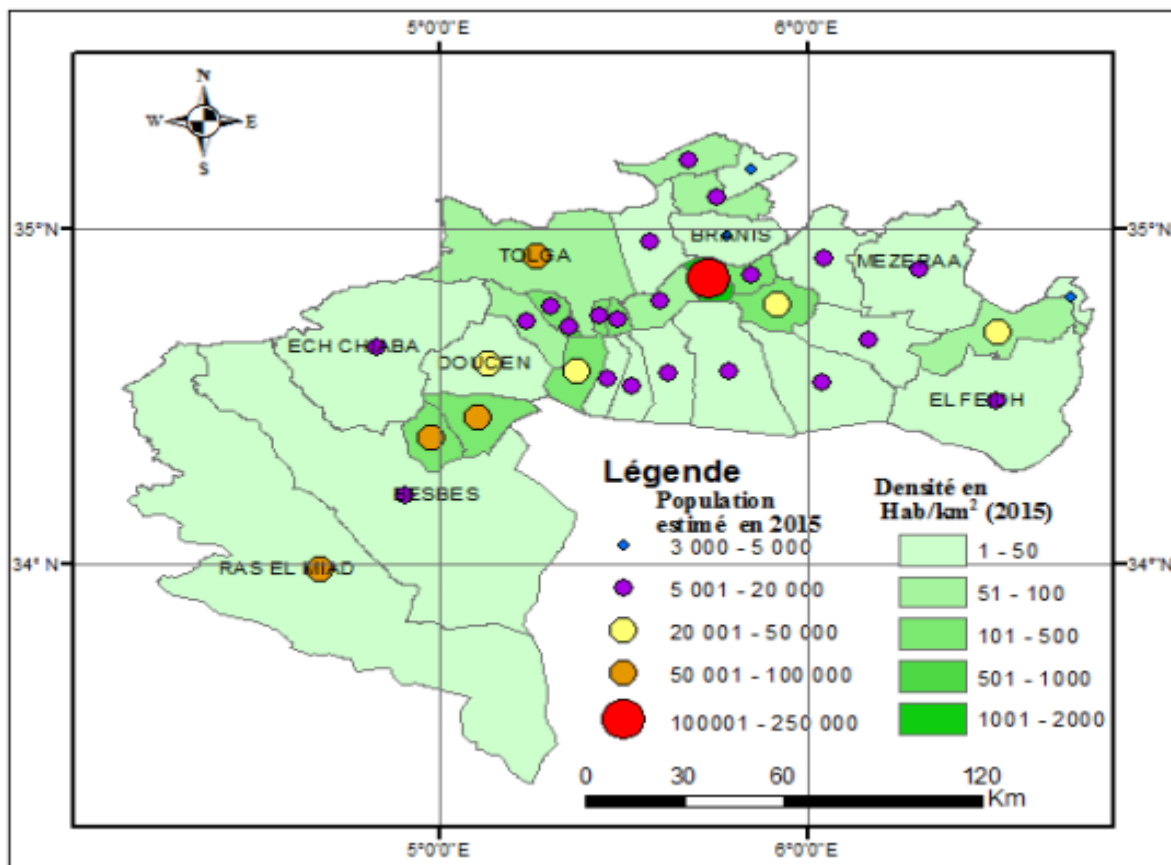 5°0'0"E 6°0'0"E
N
W E
S
35°N 35°N
BRANIS
TOLGA
MEZERAA
ECH CHAIBA
DOUCEN
EL FEIDH
BESBES
RAS EL MIAD
34°N 34°N
Légende
Population
estimé en 2015
3 000 - 5 000
5 001 - 20 000
20 001 - 50 000
50 001 - 100 000
100001 - 250 000
Densité en
Hab/km² (2015)
1 - 50
51 - 100
101 - 500
501 - 1000
1001 - 2000
0 30 60 120
Km
5°0'0"E 6°0'0"E